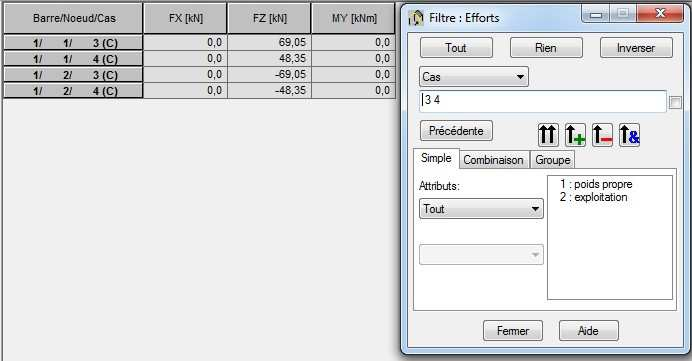 Barre/Noeud/Cas FX [kN] FZ [kN] MY [kNm]
1/ 1/ 3 (C) 0,0 69,05 0,0
1/ 1/ 4 (C) 0,0 48,35 0,0
1/ 2/ 3 (C) 0,0 -69,05 0,0
1/ 2/ 4 (C) 0,0 -48,35 0,0
Filtre : Efforts
Tout Rien Inverser
Cas
3 4
Précédente
&
Simple Combinaison Groupe
Attributs:
Tout
1 : poids propre
2 : exploitation
Fermer Aide